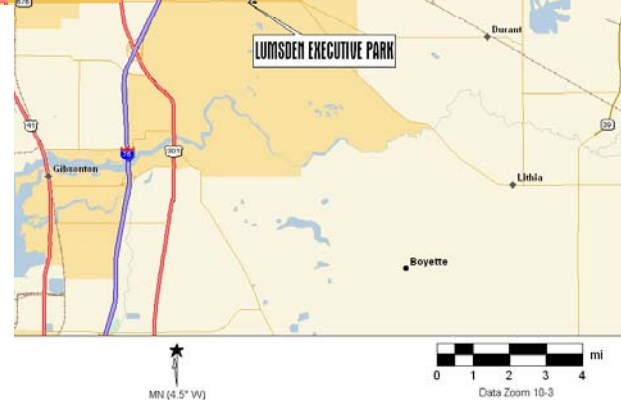 676
LUMSDEN EXECUTIVE PARK
Durant
41
39
75
301
Gibsonton
Lithia
Boyette
mi
0 1 2 3 4
MN (4.5° W)
Data Zoom 10-3